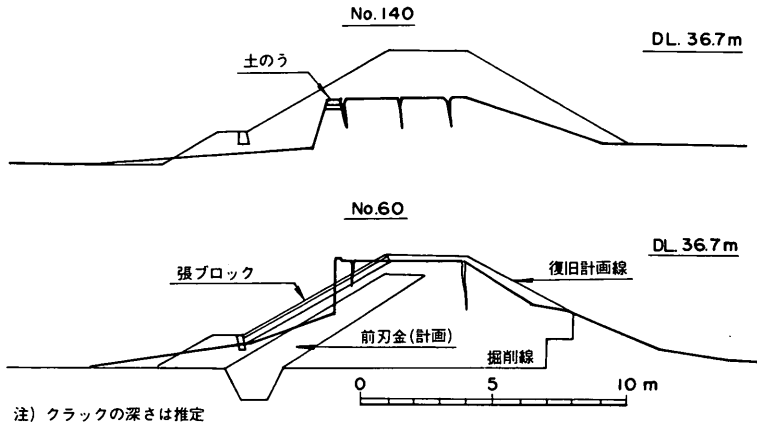 No.140
DL. 36.7m
土のう
No.60
DL. 36.7m
張ブロック
復旧計画線
前刃金(計画)
掘削線
0 5 10 m
注) クラックの深さは推定